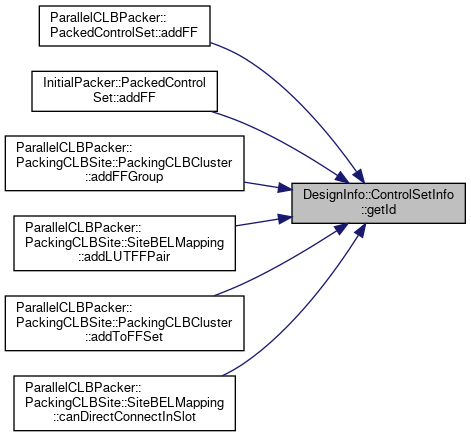 ParallelCLBPacker::
PackedControlSet::addFF
InitialPacker::PackedControl
Set::addFF
ParallelCLBPacker::
PackingCLBSite::PackingCLBCluster
::addFFGroup
DesignInfo::ControlSetInfo
::getId
ParallelCLBPacker::
PackingCLBSite::SiteBELMapping
::addLUTFFPair
ParallelCLBPacker::
PackingCLBSite::PackingCLBCluster
::addToFFSet
ParallelCLBPacker::
PackingCLBSite::SiteBELMapping
::canDirectConnectInSlot